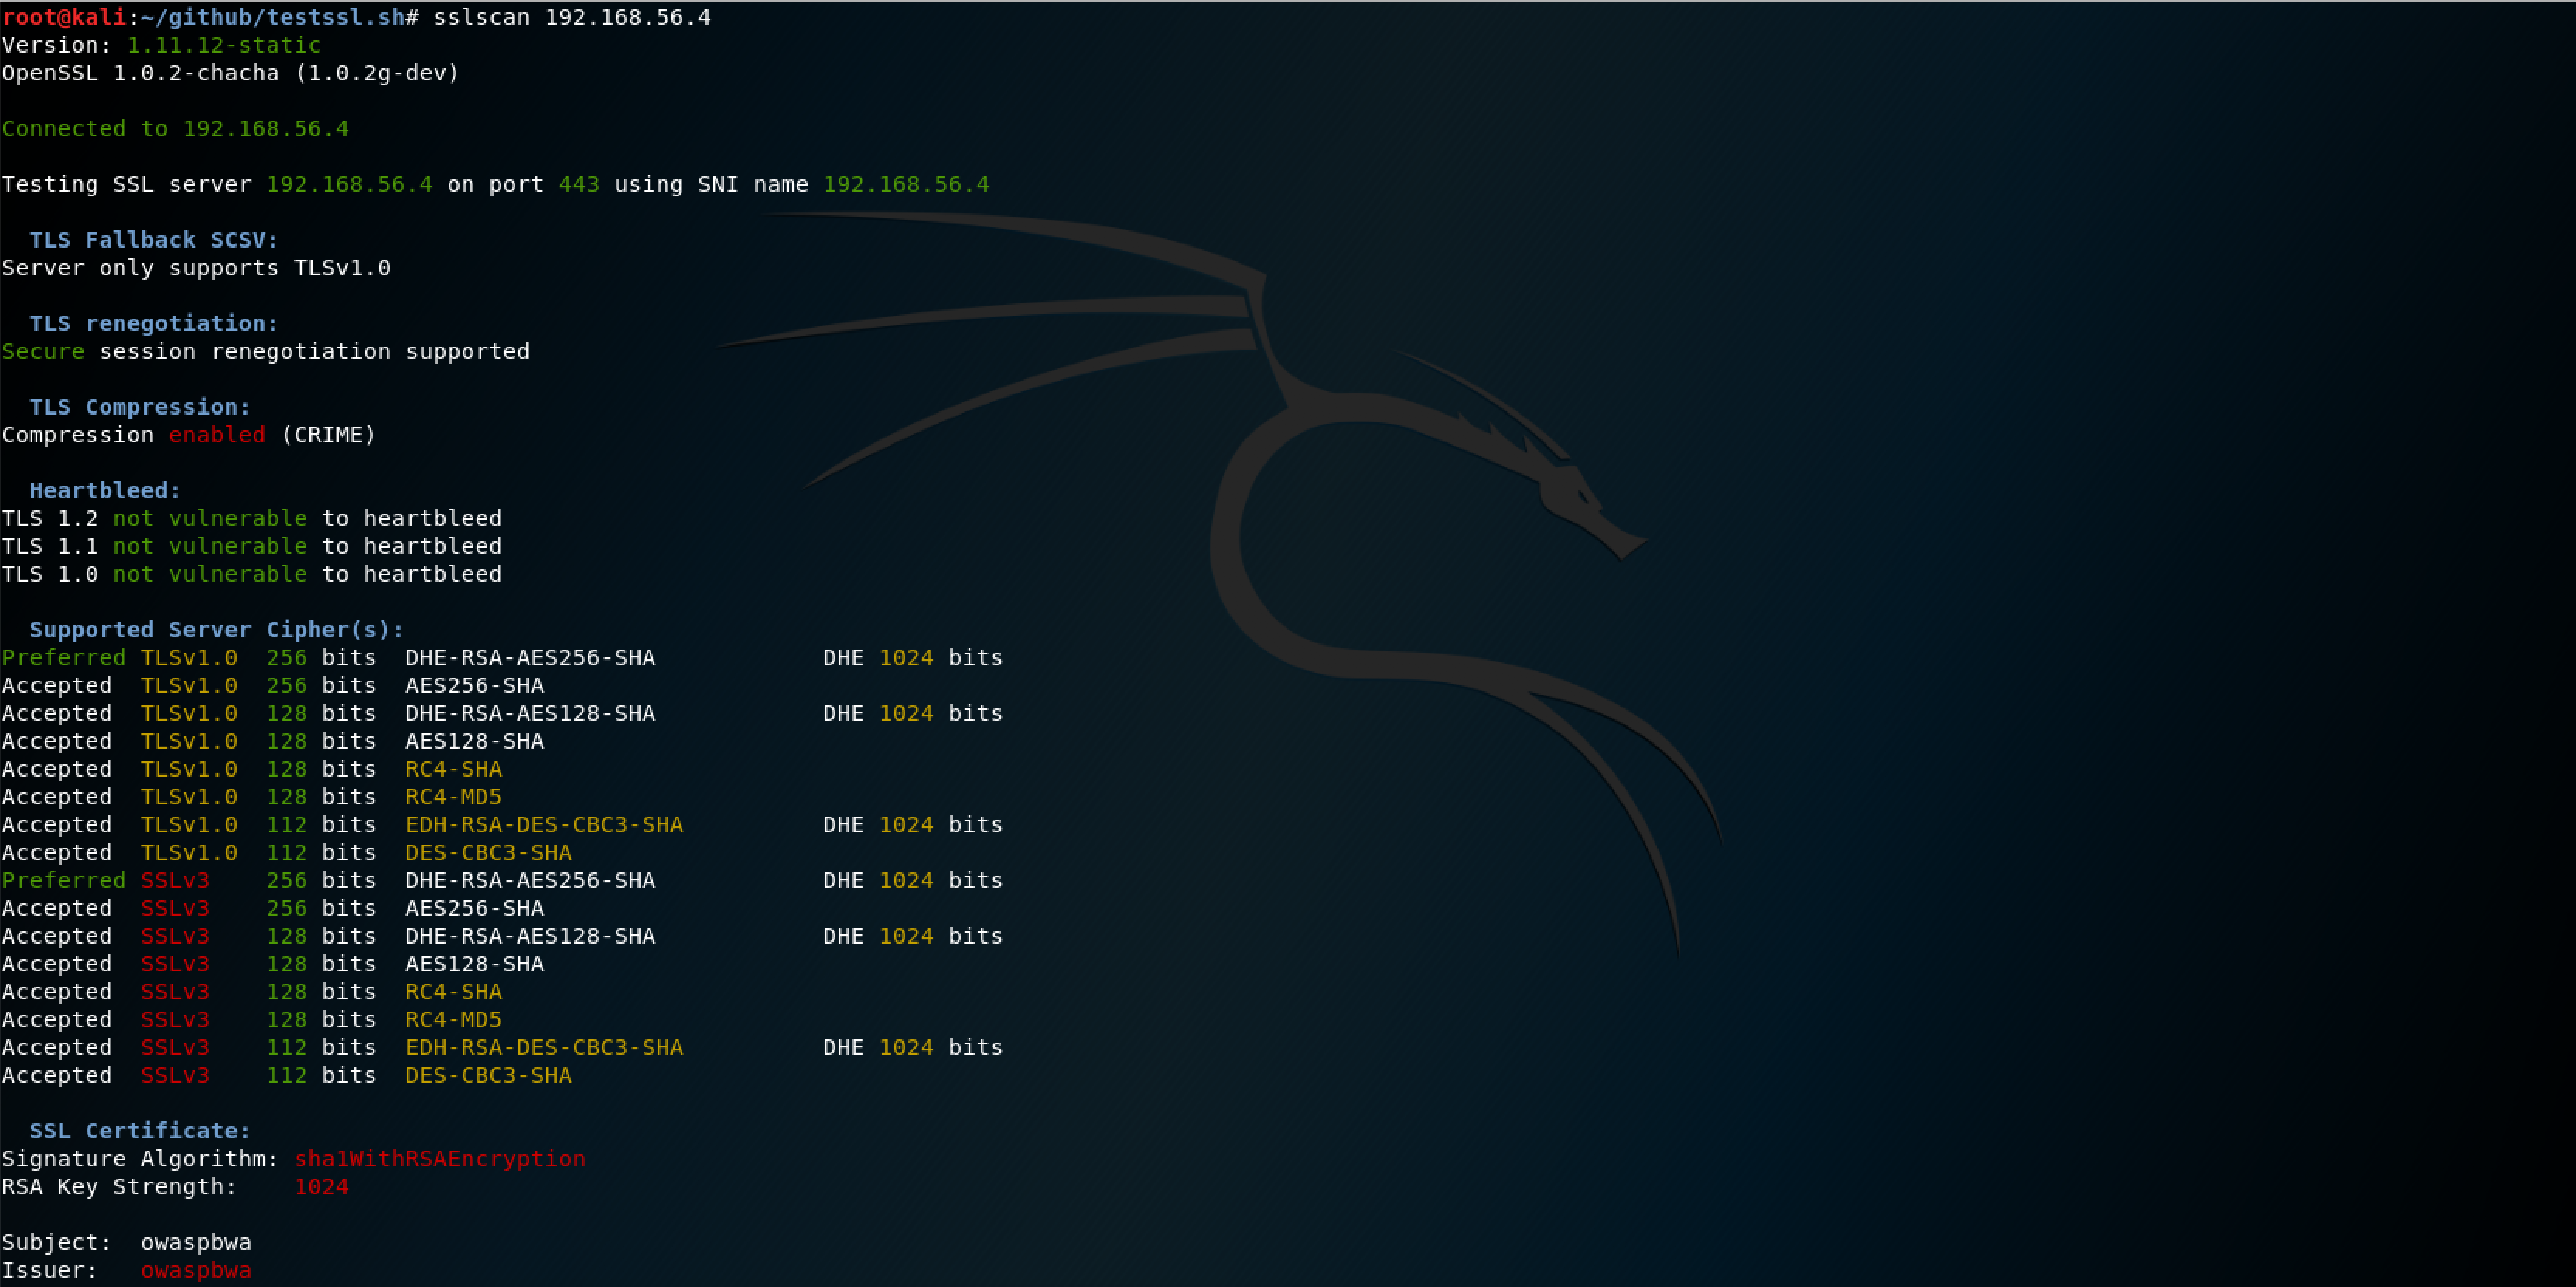 root@kali:~/github/testssl.sh# sslscan 192.168.56.4
Version: 1.11.12-static
OpenSSL 1.0.2-chacha (1.0.2g-dev)
Connected to 192.168.56.4
Testing SSL server 192.168.56.4 on port 443 using SNI name 192.168.56.4
TLS Fallback SCSV:
Server only supports TLSv1.0
TLS renegotiation:
Secure session renegotiation supported
TLS Compression:
Compression enabled (CRIME)
Heartbleed:
TLS 1.2 not vulnerable to heartbleed
TLS 1.1 not vulnerable to heartbleed
TLS 1.0 not vulnerable to heartbleed
Supported Server Cipher(s):
Preferred TLSv1.0 256 bits DHE-RSA-AES256-SHA DHE 1024 bits
Accepted TLSv1.0 256 bits AES256-SHA
Accepted TLSv1.0 128 bits DHE-RSA-AES128-SHA DHE 1024 bits
Accepted TLSv1.0 128 bits AES128-SHA
Accepted TLSv1.0 128 bits RC4-SHA
Accepted TLSv1.0 128 bits RC4-MD5
Accepted TLSv1.0 112 bits EDH-RSA-DES-CBC3-SHA DHE 1024 bits
Accepted TLSv1.0 112 bits DES-CBC3-SHA
Preferred SSLv3 256 bits DHE-RSA-AES256-SHA DHE 1024 bits
Accepted SSLv3 256 bits AES256-SHA
Accepted SSLv3 128 bits DHE-RSA-AES128-SHA DHE 1024 bits
Accepted SSLv3 128 bits AES128-SHA
Accepted SSLv3 128 bits RC4-SHA
Accepted SSLv3 128 bits RC4-MD5
Accepted SSLv3 112 bits EDH-RSA-DES-CBC3-SHA DHE 1024 bits
Accepted SSLv3 112 bits DES-CBC3-SHA
SSL Certificate:
Signature Algorithm: sha1WithRSAEncryption
RSA Key Strength: 1024
Subject: owaspbwa
Issuer: owaspbwa